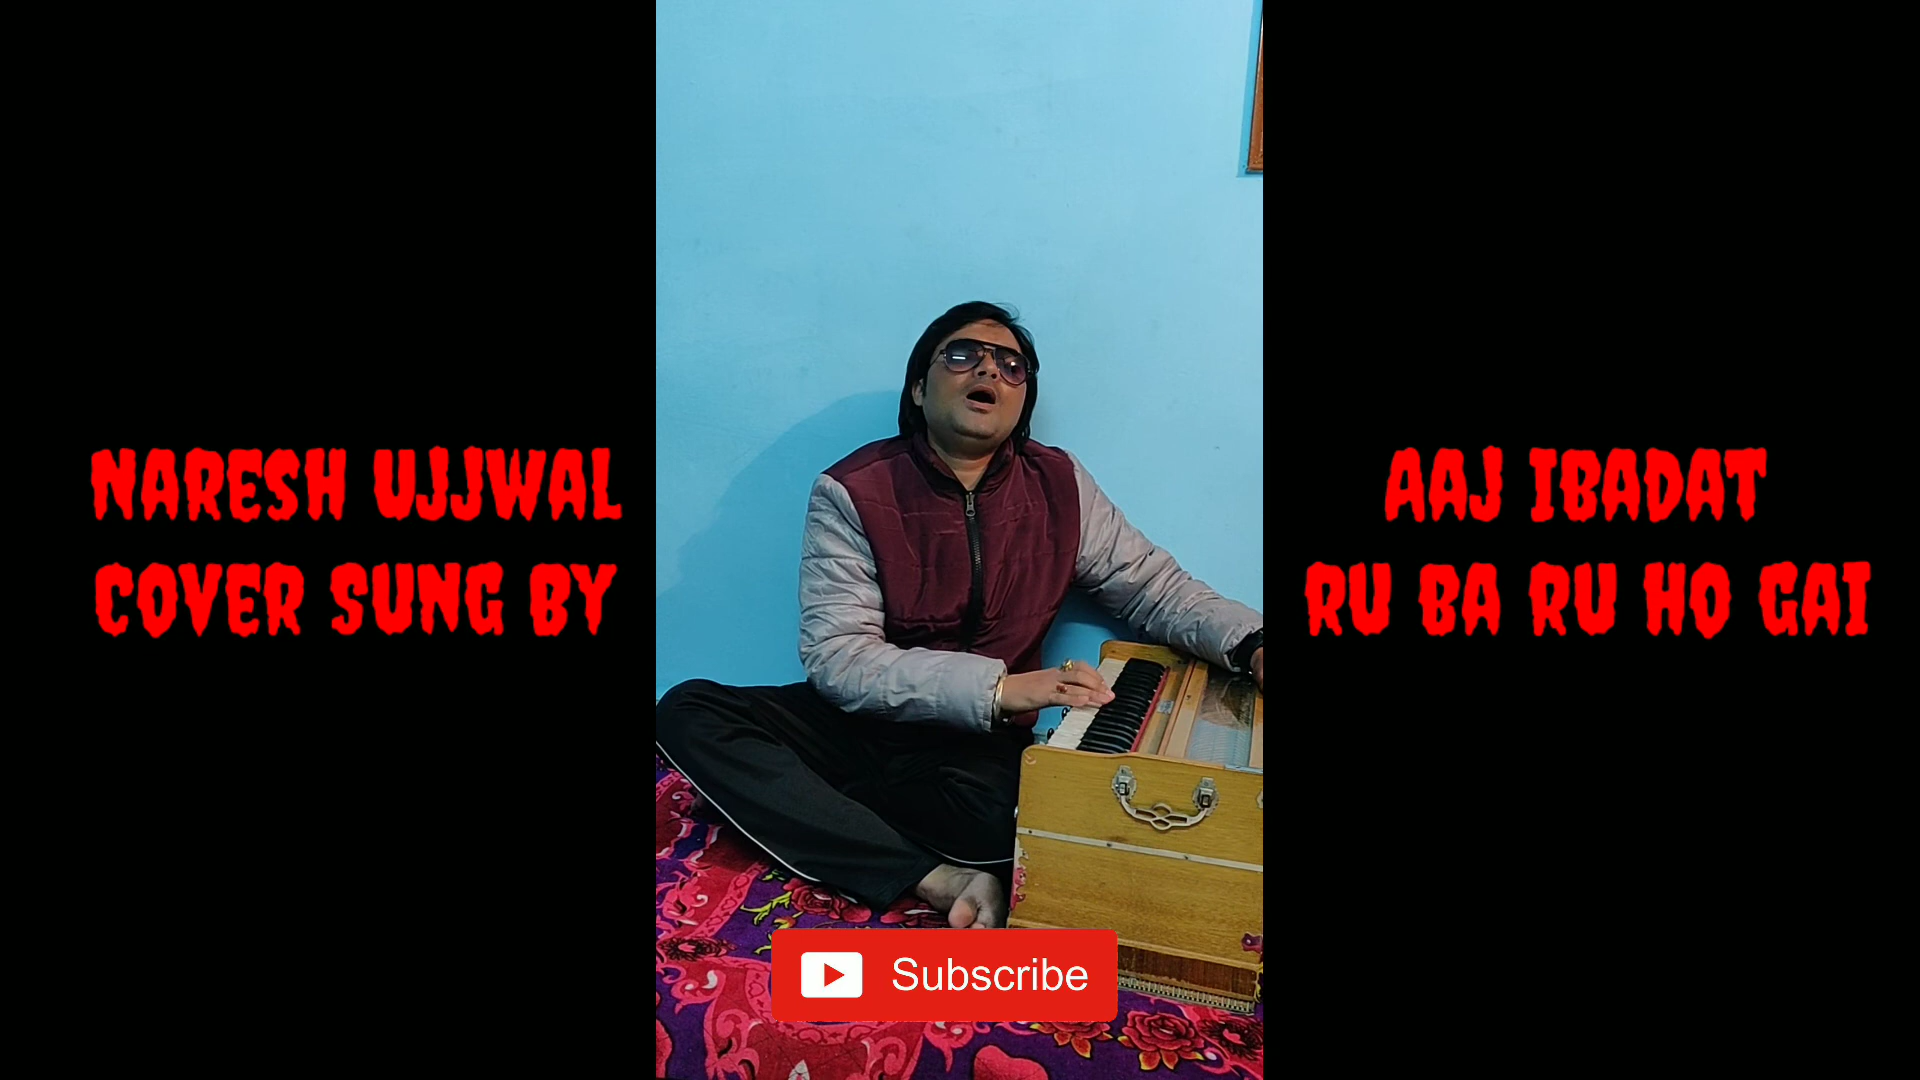 NARESH UJJWAL
COVER SUNG BY
AAJ IBADAT
RU BA RU HO GAI
Subscribe